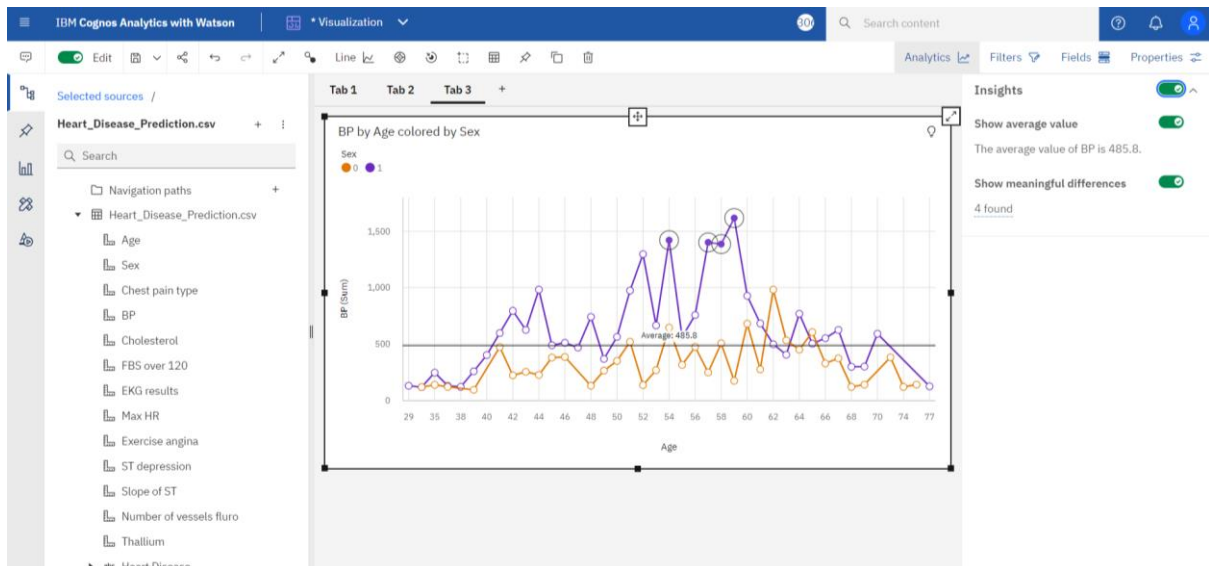 IBM Cognos Analytics with Watson
* Visualization
Search content
Edit
Line
Analytics
Filters
Fields
Properties
Selected sources /
Heart_Disease_Prediction.csv
Search
Navigation paths
Heart_Disease_Prediction.csv
Age
Sex
Chest pain type
BP
Cholesterol
FBS over 120
EKG results
Max HR
Exercise angina
ST depression
Slope of ST
Number of vessels fluro
Thallium
Tab 1 Tab 2 Tab 3 +
BP by Age colored by Sex
Sex
0 1
BP (Sum)
1,500
1,000
500
0
Average: 485.8
29 35 38 40 42 44 46 48 50 52 54 56 58 60 62 64 66 68 70 74 77
Age
Insights
Show average value
The average value of BP is 485.8.
Show meaningful differences
4 found